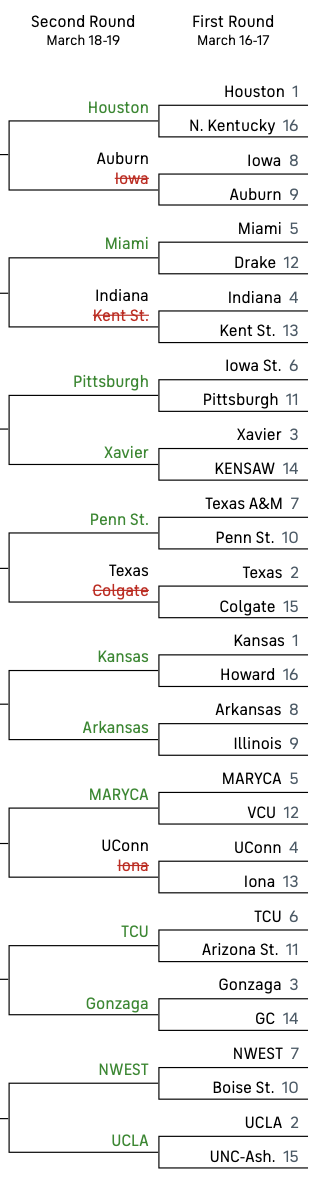 Second Round
March 18-19
First Round
March 16-17
Houston 1
Houston
N. Kentucky 16
Auburn
Iowa 8
Iowa
Auburn 9
Miami 5
Miami
Drake 12
Indiana
Indiana 4
Kent St.
Kent St. 13
Iowa St. 6
Pittsburgh
Pittsburgh 11
Xavier 3
Xavier
KENSAW 14
Texas A&M 7
Penn St.
Penn St. 10
Texas
Texas 2
Colgate
Colgate 15
Kansas 1
Kansas
Howard 16
Arkansas 8
Arkansas
Illinois 9
MARYCA 5
MARYCA
VCU 12
UConn
UConn 4
Iona
Iona 13
TCU 6
TCU
Arizona St. 11
Gonzaga 3
Gonzaga
GC 14
NWEST 7
NWEST
Boise St. 10
UCLA 2
UCLA
UNC-Ash. 15